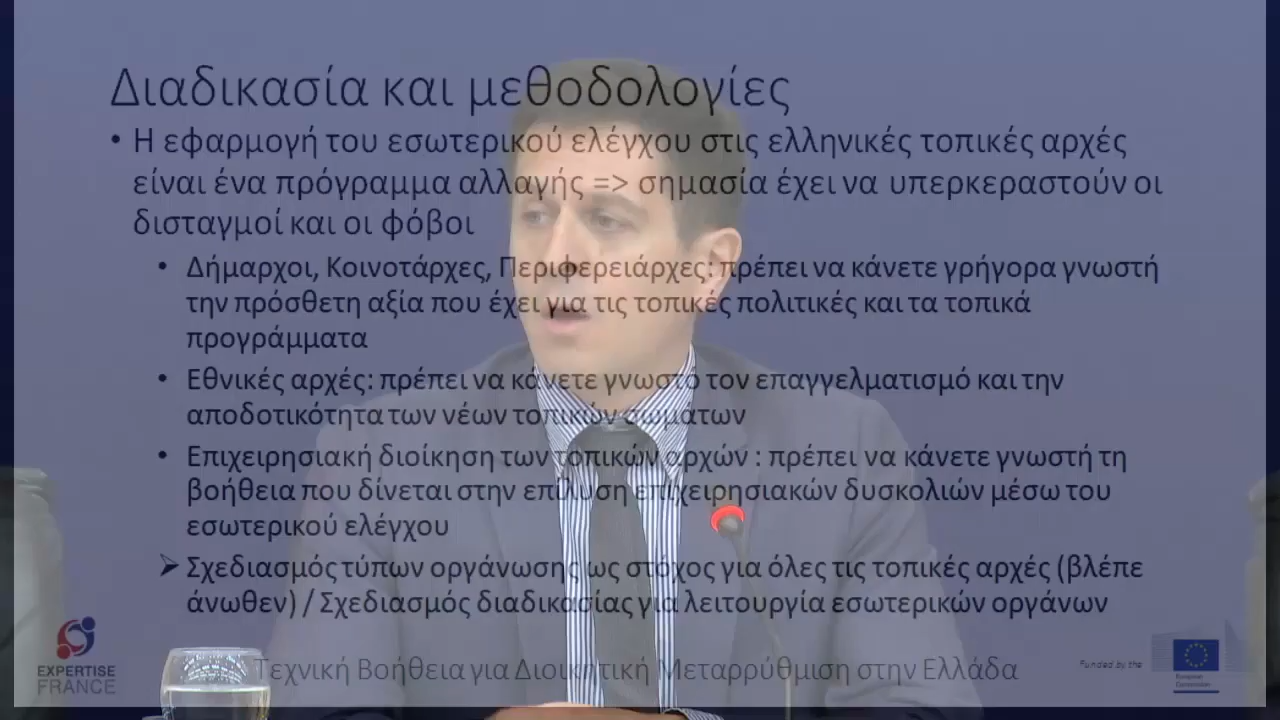 Διαδικασία και μεθοδολογίες
• Η εφαρμογή του εσωτερικού ελέγχου στις ελληνικές τοπικές αρχές
είναι ένα πρόγραμμα αλλαγής => σημασία έχει να υπερκεραστούν οι
δισταγμοί και οι φόβοι
• Δήμαρχοι, Κοινοτάρχες, Περιφερειάρχες: πρέπει να κάνετε γρήγορα γνωστή
την πρόσθετη αξία που έχει για τις τοπικές πολιτικές και τα τοπικά
προγράμματα
• Εθνικές αρχές: πρέπει να κάνετε γνωστό τον επαγγελματισμό και την
αποδοτικότητα των νέων τοπικών σωμάτων
• Επιχειρησιακή διοίκηση των τοπικών αρχών : πρέπει να κάνετε γνωστή τη
βοήθεια που δίνεται στην επίλυση επιχειρησιακών δυσκολιών μέσω του
εσωτερικού ελέγχου
➢ Σχεδιασμός τύπων οργάνωσης ως στόχος για όλες τις τοπικές αρχές (βλέπε
άνωθεν) / Σχεδιασμός διαδικασίας για λειτουργία εσωτερικών οργάνων
EXPERTISE
FRANCE
Τεχνική Βοήθεια για Διοικητική Μεταρρύθμιση στην Ελλάδα
Funded by the
European
Commission